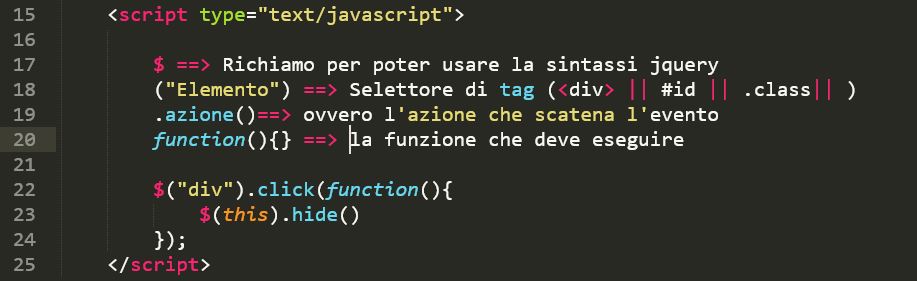 15 <script type="text/javascript">
16
17 $ ==> Richiamo per poter usare la sintassi jquery
18 ("Elemento") ==> Selettore di tag (<div> || #id || .class|| )
19 .azione()==> ovvero l'azione che scatena l'evento
20 function(){} ==> la funzione che deve eseguire
21
22 $("div").click(function(){
23 $(this).hide()
24 });
25 </script>